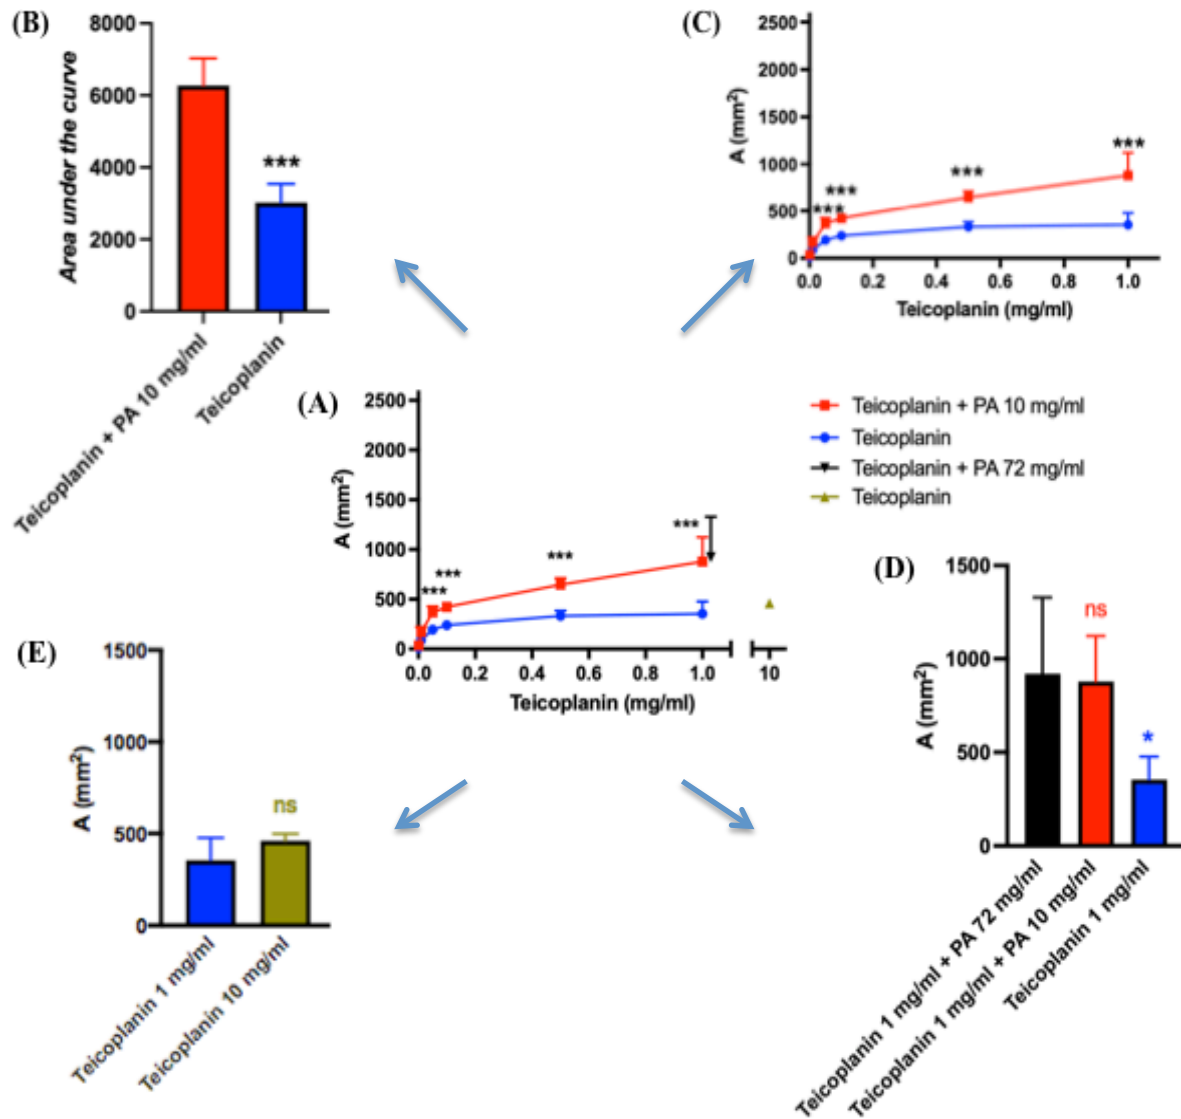 (B)
Area under the curve
8000
6000
4000
2000
0
***
Teicoplanin + PA 10 mg/ml
Teicoplanin
(C)
A (mm²)
2500
2000
1500
1000
500
0
***
***
***
***
0.0 0.2 0.4 0.6 0.8 1.0
Teicoplanin (mg/ml)
(A)
A (mm²)
2500
2000
1500
1000
500
0
***
***
***
***
0.0 0.2 0.4 0.6 0.8 1.0 10
Teicoplanin (mg/ml)
Teicoplanin + PA 10 mg/ml
Teicoplanin
Teicoplanin + PA 72 mg/ml
Teicoplanin
(D)
A (mm²)
1500
1000
500
0
ns
*
Teicoplanin 1 mg/ml + PA 72 mg/ml
Teicoplanin 1 mg/ml + PA 10 mg/ml
Teicoplanin 1 mg/ml
(E)
A (mm²)
1500
1000
500
0
ns
Teicoplanin 1 mg/ml
Teicoplanin 10 mg/ml